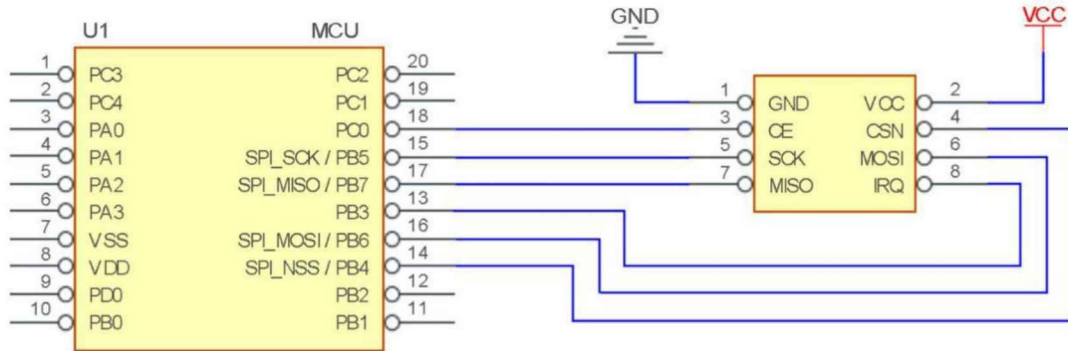 GND VCC
U1 MCU
1 PC3 PC2 20
2 PC4 PC1 19
3 PA0 PC0 18
4 PA1 SPI_SCK / PB5 15
5 PA2 SPI_MISO / PB7 17
6 PA3 PB3 13
7 VSS SPI_MOSI / PB6 16
8 VDD SPI_NSS / PB4 14
9 PD0 PB2 12
10 PB0 PB1 11
1 GND VCC 2
3 CE CSN 4
5 SCK MOSI 6
7 MISO IRQ 8